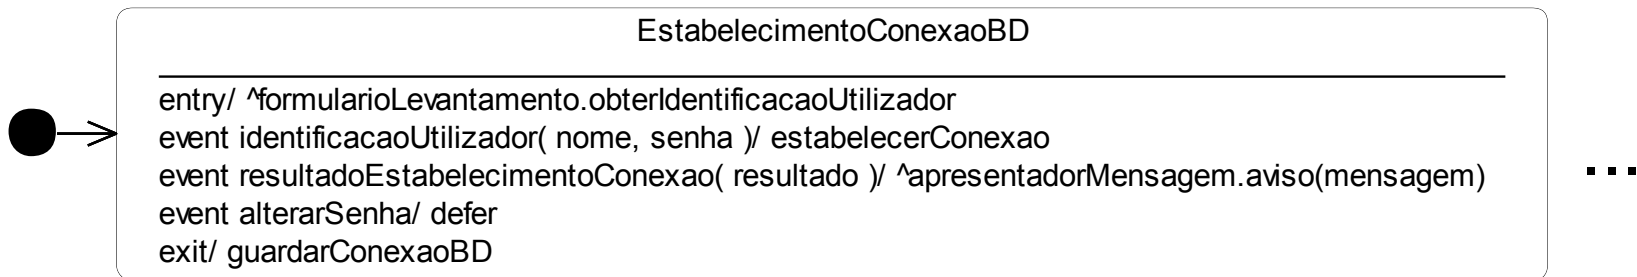 EstabelecimentoConexaoBD
entry/ ^formularioLevantamento.obterIdentificacaoUtilizador
event identificacaoUtilizador( nome, senha )/ estabelecerConexao
event resultadoEstabelecimentoConexao( resultado )/ ^apresentadorMensagem.aviso(mensagem)
event alterarSenha/ defer
exit/ guardarConexaoBD
...